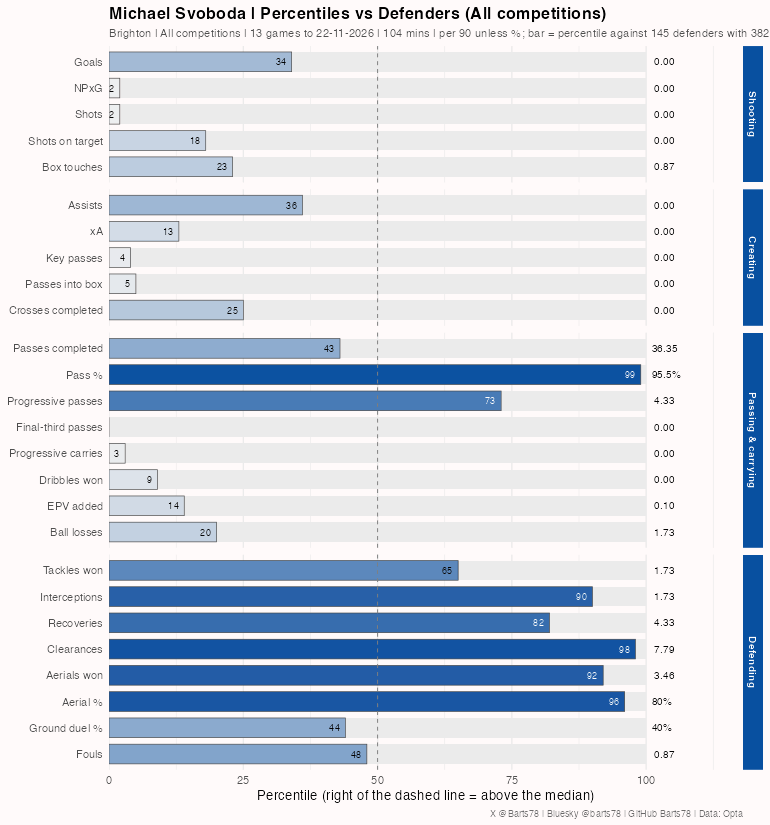 Michael Svoboda | Percentiles vs Defenders (All competitions)
Brighton | All competitions | 13 games to 22-11-2026 | 104 mins | per 90 unless %; bar = percentile against 145 defenders with 382
Goals 34 0.00
NPxG 2 0.00
Shots 2 0.00
Shots on target 18 0.00
Box touches 23 0.87
Shooting
Assists 36 0.00
xA 13 0.00
Key passes 4 0.00
Passes into box 5 0.00
Crosses completed 25 0.00
Creating
Passes completed 43 36.35
Pass % 99 95.5%
Progressive passes 73 4.33
Final-third passes 0.00
Progressive carries 3 0.00
Dribbles won 9 0.00
EPV added 14 0.10
Ball losses 20 1.73
Passing & carrying
Tackles won 65 1.73
Interceptions 90 1.73
Recoveries 82 4.33
Clearances 98 7.79
Aerials won 92 3.46
Aerial % 96 80%
Ground duel % 44 40%
Fouls 48 0.87
Defending
0 25 50 75 100
Percentile (right of the dashed line = above the median)
X @Barts78 | Bluesky @barts78 | GitHub Barts78 | Data: Opta